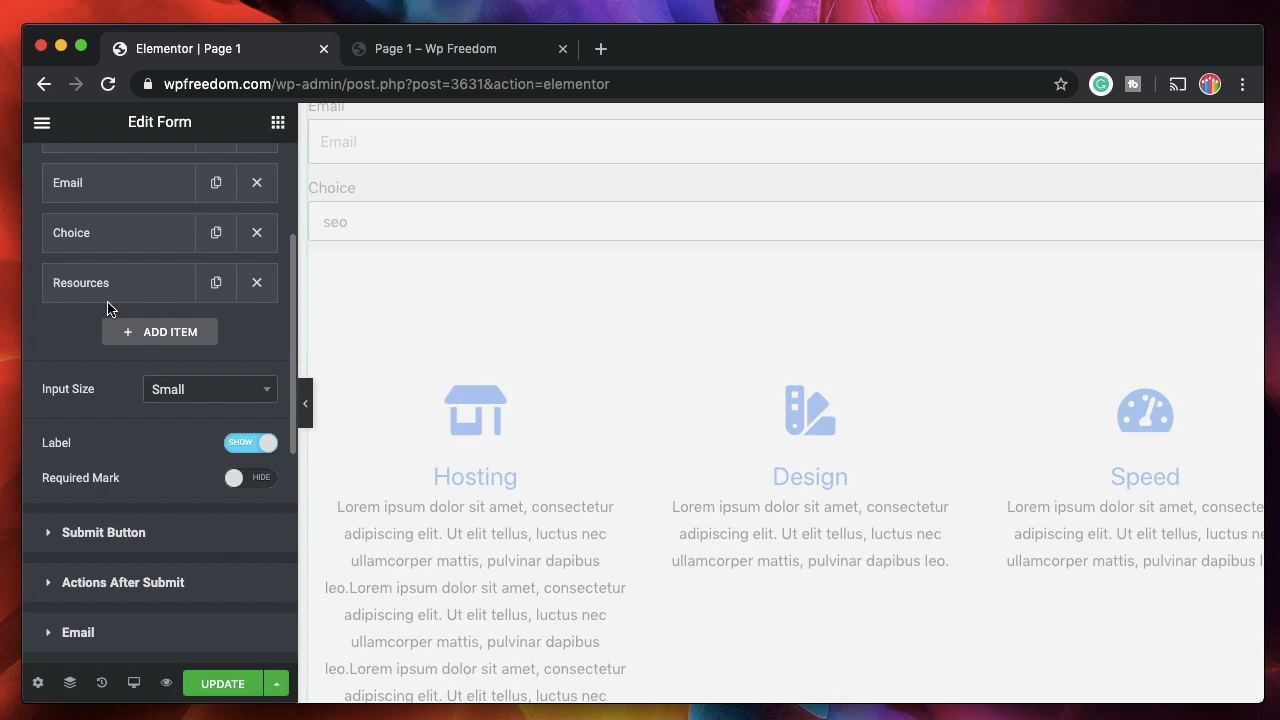 Elementor | Page 1
Page 1 – Wp Freedom
wpfreedom.com/wp-admin/post.php?post=3631&action=elementor
Edit Form
Email
Choice
Resources
+ ADD ITEM
Input Size
Small
Label
SHOW
Required Mark
HIDE
Submit Button
Actions After Submit
Email
UPDATE
Email
Email
Choice
seo
Hosting
Lorem ipsum dolor sit amet, consectetur
adipiscing elit. Ut elit tellus, luctus nec
ullamcorper mattis, pulvinar dapibus
leo.Lorem ipsum dolor sit amet, consectetur
adipiscing elit. Ut elit tellus, luctus nec
ullamcorper mattis, pulvinar dapibus
leo.Lorem ipsum dolor sit amet, consectetur
adipiscing elit. Ut elit tellus, luctus nec
Design
Lorem ipsum dolor sit amet, consectetur
adipiscing elit. Ut elit tellus, luctus nec
ullamcorper mattis, pulvinar dapibus leo.
Speed
Lorem ipsum dolor sit amet, consecte
adipiscing elit. Ut elit tellus, luctus ne
ullamcorper mattis, pulvinar dapibus l